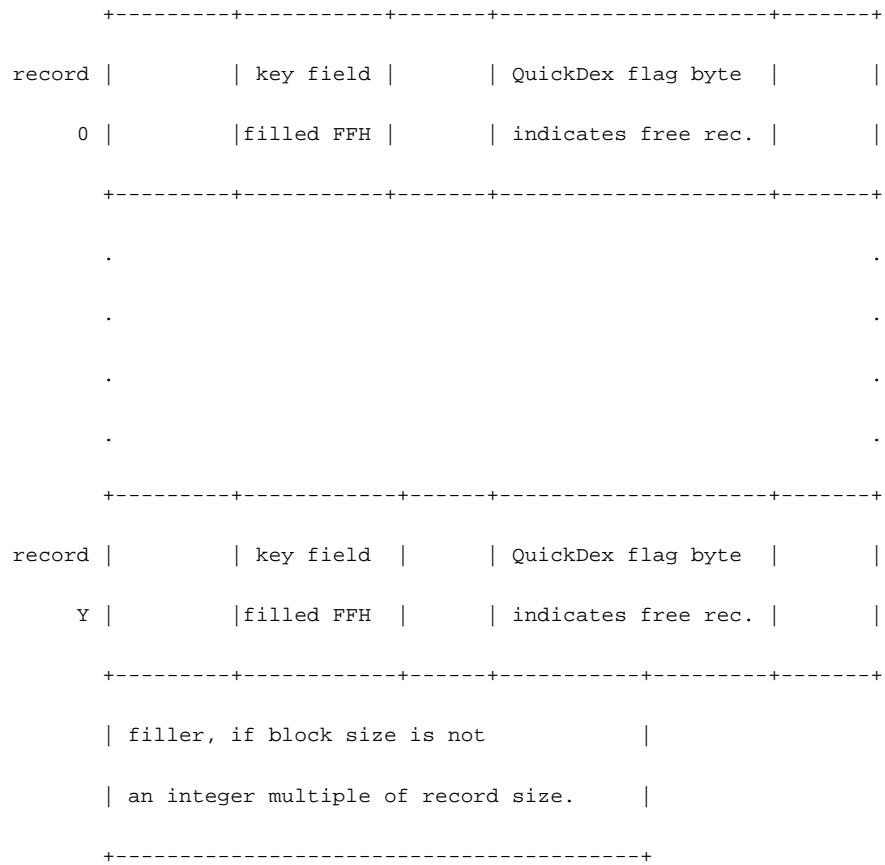 +---------+-----------+-------+---------------------+-------+
record |         | key field |       | QuickDex flag byte  |       |
0 |         |filled FFH |       | indicates free rec. |       |
+---------+-----------+-------+---------------------+-------+
.                                                           .
.                                                           .
.                                                           .
.                                                           .
+---------+------------+------+---------------------+-------+
record |         | key field  |      | QuickDex flag byte  |       |
Y |         |filled FFH  |      | indicates free rec. |       |
+---------+------------+------+-----------+---------+-------+
| filler, if block size is not            |
| an integer multiple of record size.     |
+-----------------------------------------+